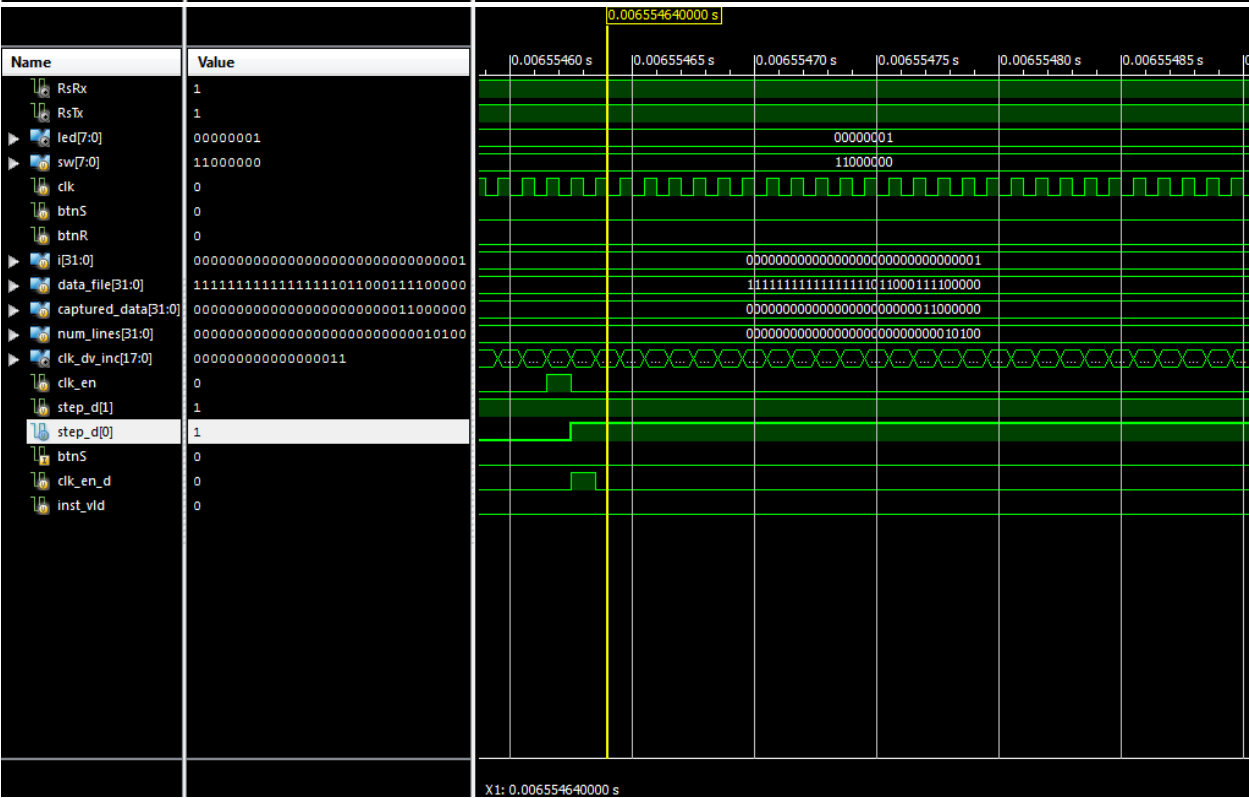 0.006554640000 s
Name Value 0.00655460 s 0.00655465 s 0.00655470 s 0.00655475 s 0.00655480 s 0.00655485 s
RsRx 1
RsTx 1
led[7:0] 00000001 00000001
sw[7:0] 11000000 11000000
clk 0
btnS 0
btnR 0
i[31:0] 00000000000000000000000000000001 00000000000000000000000000000001
data_file[31:0] 11111111111111111011000111100000 11111111111111111011000111100000
captured_data[31:0] 00000000000000000000000011000000 00000000000000000000000011000000
num_lines[31:0] 00000000000000000000000000010100 00000000000000000000000000010100
clk_dv_inc[17:0] 000000000000000011
clk_en 0
step_d[1] 1
step_d[0] 1
btnS 0
clk_en_d 0
inst_vld 0
X1: 0.006554640000 s